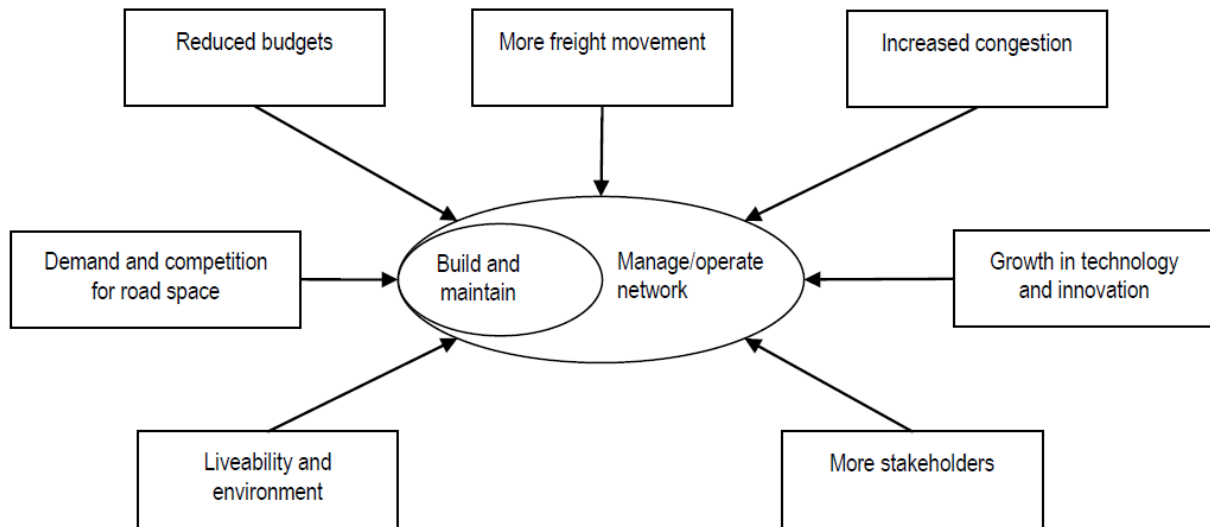 Reduced budgets
More freight movement
Increased congestion
Demand and competition
for road space
Build and
maintain
Manage/operate
network
Growth in technology
and innovation
Liveability and
environment
More stakeholders